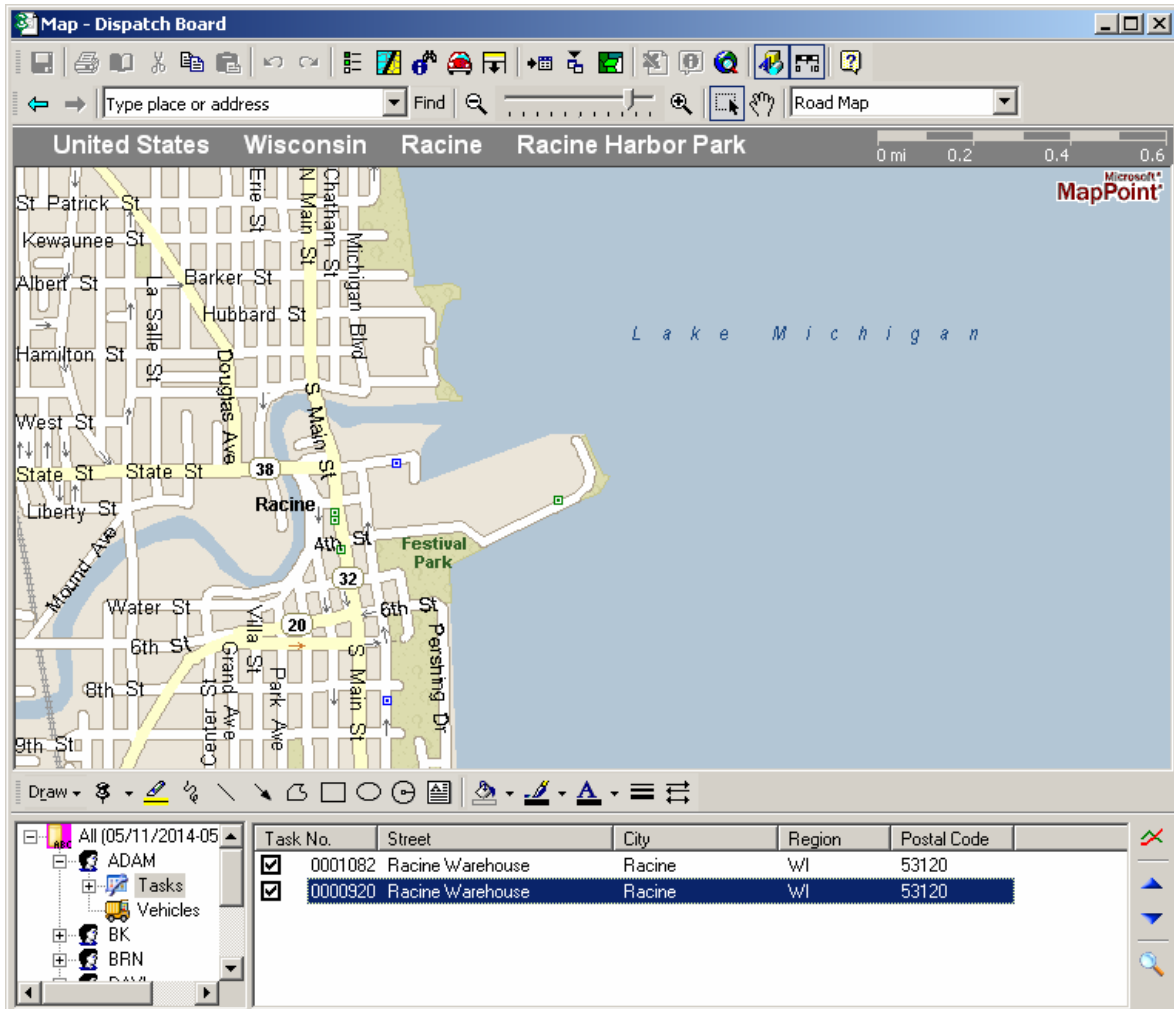 Map - Dispatch Board
Type place or address
Find
Road Map
United States Wisconsin Racine Racine Harbor Park
0 mi 0.2 0.4 0.6
Microsoft
MapPoint
Erie St
N Main St
Chatham St
Michigan Blvd
St Patrick St
Kewaunee St
Albert St
La Salle St
Barker St
Hubbard St
Lake Michigan
Hamilton St
Douglas Ave
S Main St
West St
State St
State St
38
Liberty St
Racine
4th St
Festival
Park
Mound Ave
32
Water St
6th St
20
Villa St
6th St
Grand Ave
Park Ave
S Main St
Pershing Dr
8th St
Center St
9th St
Draw
A
All (05/11/2014-05
Task No. Street City Region Postal Code
ADAM
0001082 Racine Warehouse Racine WI 53120
Tasks
0000920 Racine Warehouse Racine WI 53120
Vehicles
BK
BRN